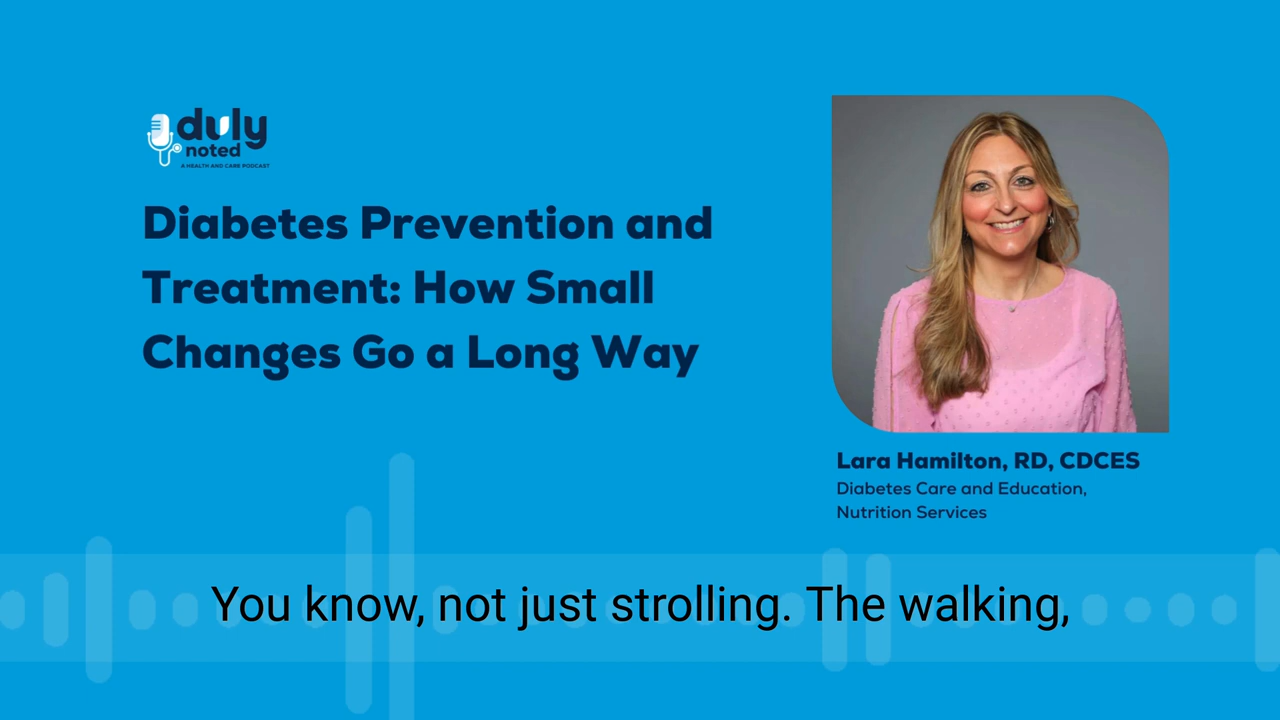 duly
noted
A HEALTH AND CARE PODCAST
Diabetes Prevention and
Treatment: How Small
Changes Go a Long Way
Lara Hamilton, RD, CDCES
Diabetes Care and Education,
Nutrition Services
You know, not just strolling. The walking,